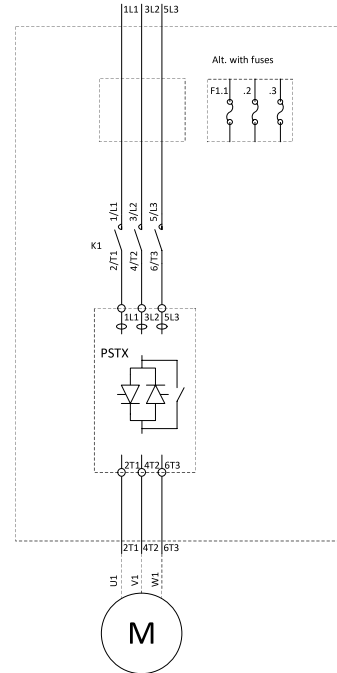 1L1 3L2 5L3
Alt. with fuses
F1.1 .2 .3
1/L1 3/L2 5/L3
K1
2/T1 4/T2 6/T3
1L1 3L2 5L3
PSTX
2T1 4T2 6T3
2T1 4T2 6T3
U1 V1 W1
M